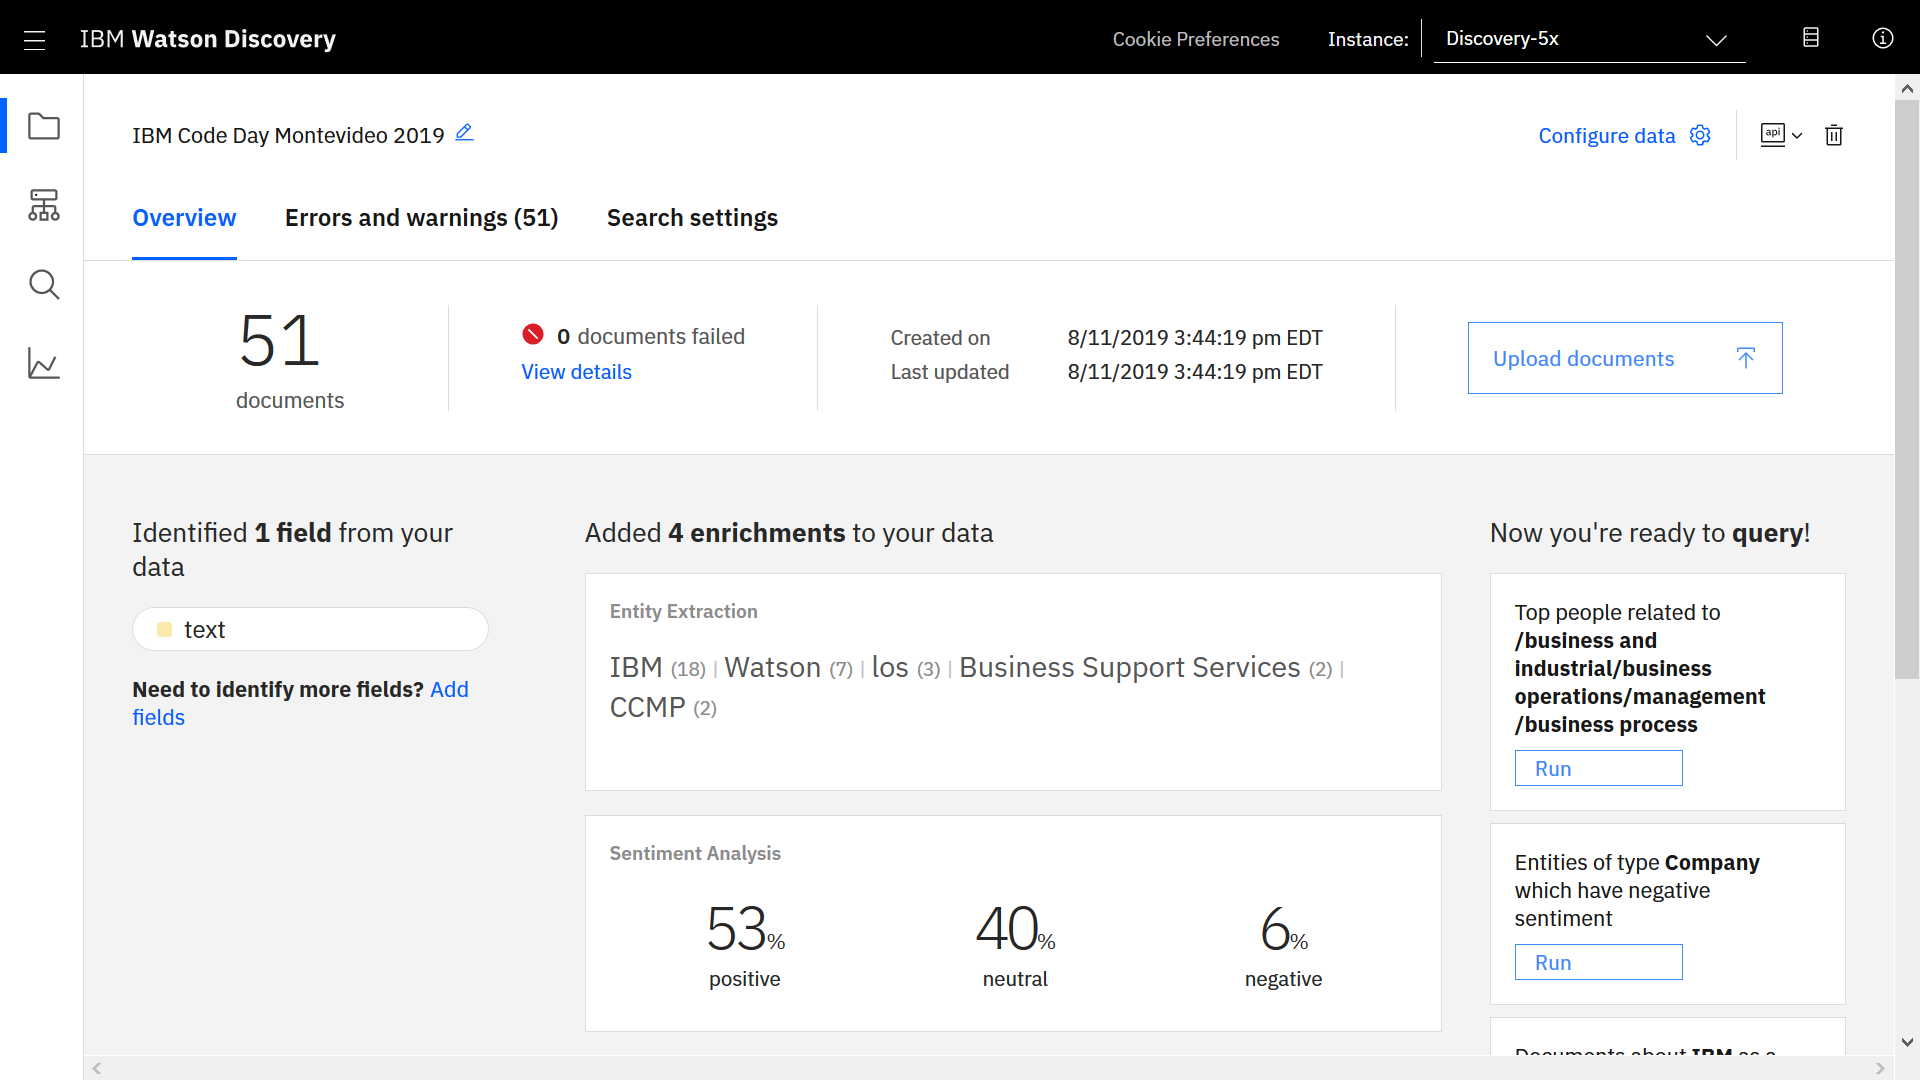 IBM Watson Discovery
Cookie Preferences
Instance:
Discovery-5x
IBM Code Day Montevideo 2019
Configure data
api
Overview
Errors and warnings (51)
Search settings
51
documents
0 documents failed
View details
Created on
8/11/2019 3:44:19 pm EDT
Last updated
8/11/2019 3:44:19 pm EDT
Upload documents
Identified 1 field from your
data
text
Need to identify more fields? Add
fields
Added 4 enrichments to your data
Entity Extraction
IBM (18) | Watson (7) | los (3) | Business Support Services (2) |
CCMP (2)
Sentiment Analysis
53%
positive
40%
neutral
6%
negative
Now you're ready to query!
Top people related to
/business and
industrial/business
operations/management
/business process
Run
Entities of type Company
which have negative
sentiment
Run
Documents about IBM as a